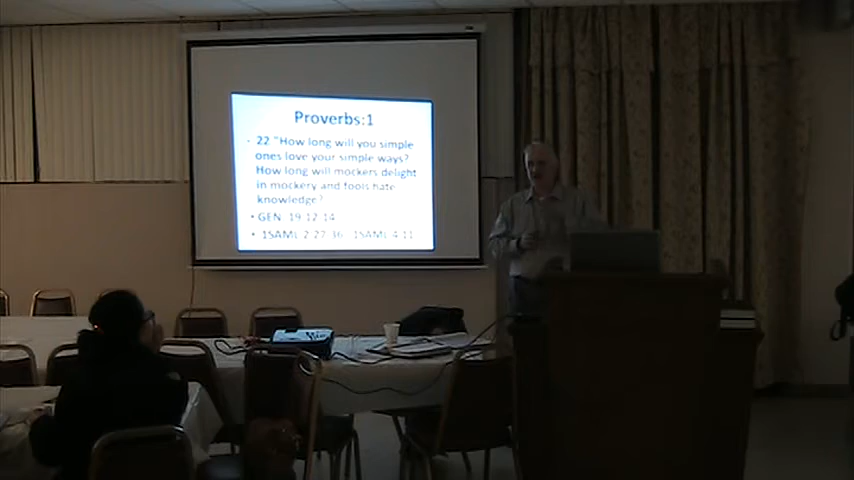 Proverbs:1
• 22 "How long will you simple
ones love your simple ways?
How long will mockers delight
in mockery and fools hate
knowledge?
• GEN: 19:12-14
• 1SAML 2:27-36, 1SAML 4:11